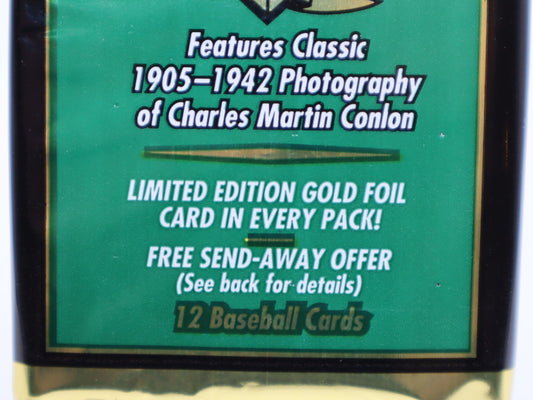 Features Classic
1905–1942 Photography
of Charles Martin Conlon
LIMITED EDITION GOLD FOIL
CARD IN EVERY PACK!
FREE SEND-AWAY OFFER
(See back for details)
12 Baseball Cards